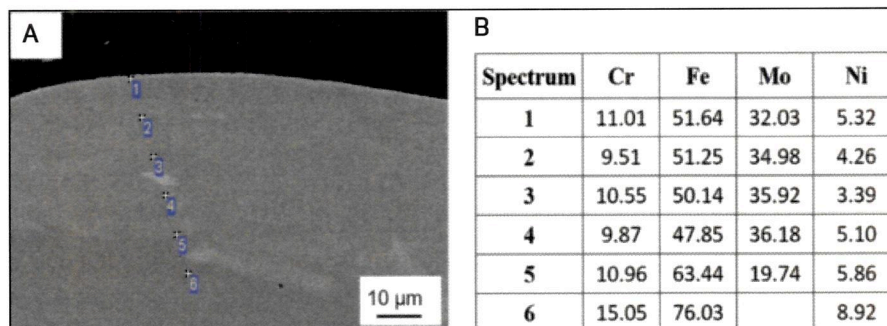 A
1
2
3
4
5
6
10 µm
B
Spectrum Cr Fe Mo Ni
1 11.01 51.64 32.03 5.32
2 9.51 51.25 34.98 4.26
3 10.55 50.14 35.92 3.39
4 9.87 47.85 36.18 5.10
5 10.96 63.44 19.74 5.86
6 15.05 76.03 8.92